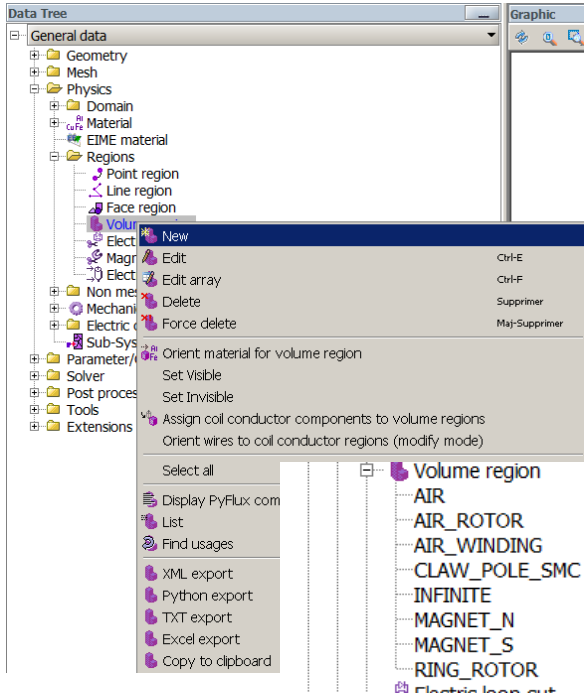 Data Tree
Graphic
General data
Geometry
Mesh
Physics
Domain
Material
EIME material
Regions
Point region
Line region
Face region
New
Edit Ctrl-E
Edit array Ctrl-F
Delete Supprimer
Force delete Maj-Supprimer
Orient material for volume region
Set Visible
Set Invisible
Assign coil conductor components to volume regions
Orient wires to coil conductor regions (modify mode)
Select all
Display PyFlux com
List
Find usages
XML export
Python export
TXT export
Excel export
Copy to clipboard
Elect
Magn
Elect
Non mes
Mechani
Electric c
Sub-Sys
Parameter/
Solver
Post proces
Tools
Extensions
Volume region
AIR
AIR_ROTOR
AIR_WINDING
CLAW_POLE_SMC
INFINITE
MAGNET_N
MAGNET_S
RING_ROTOR